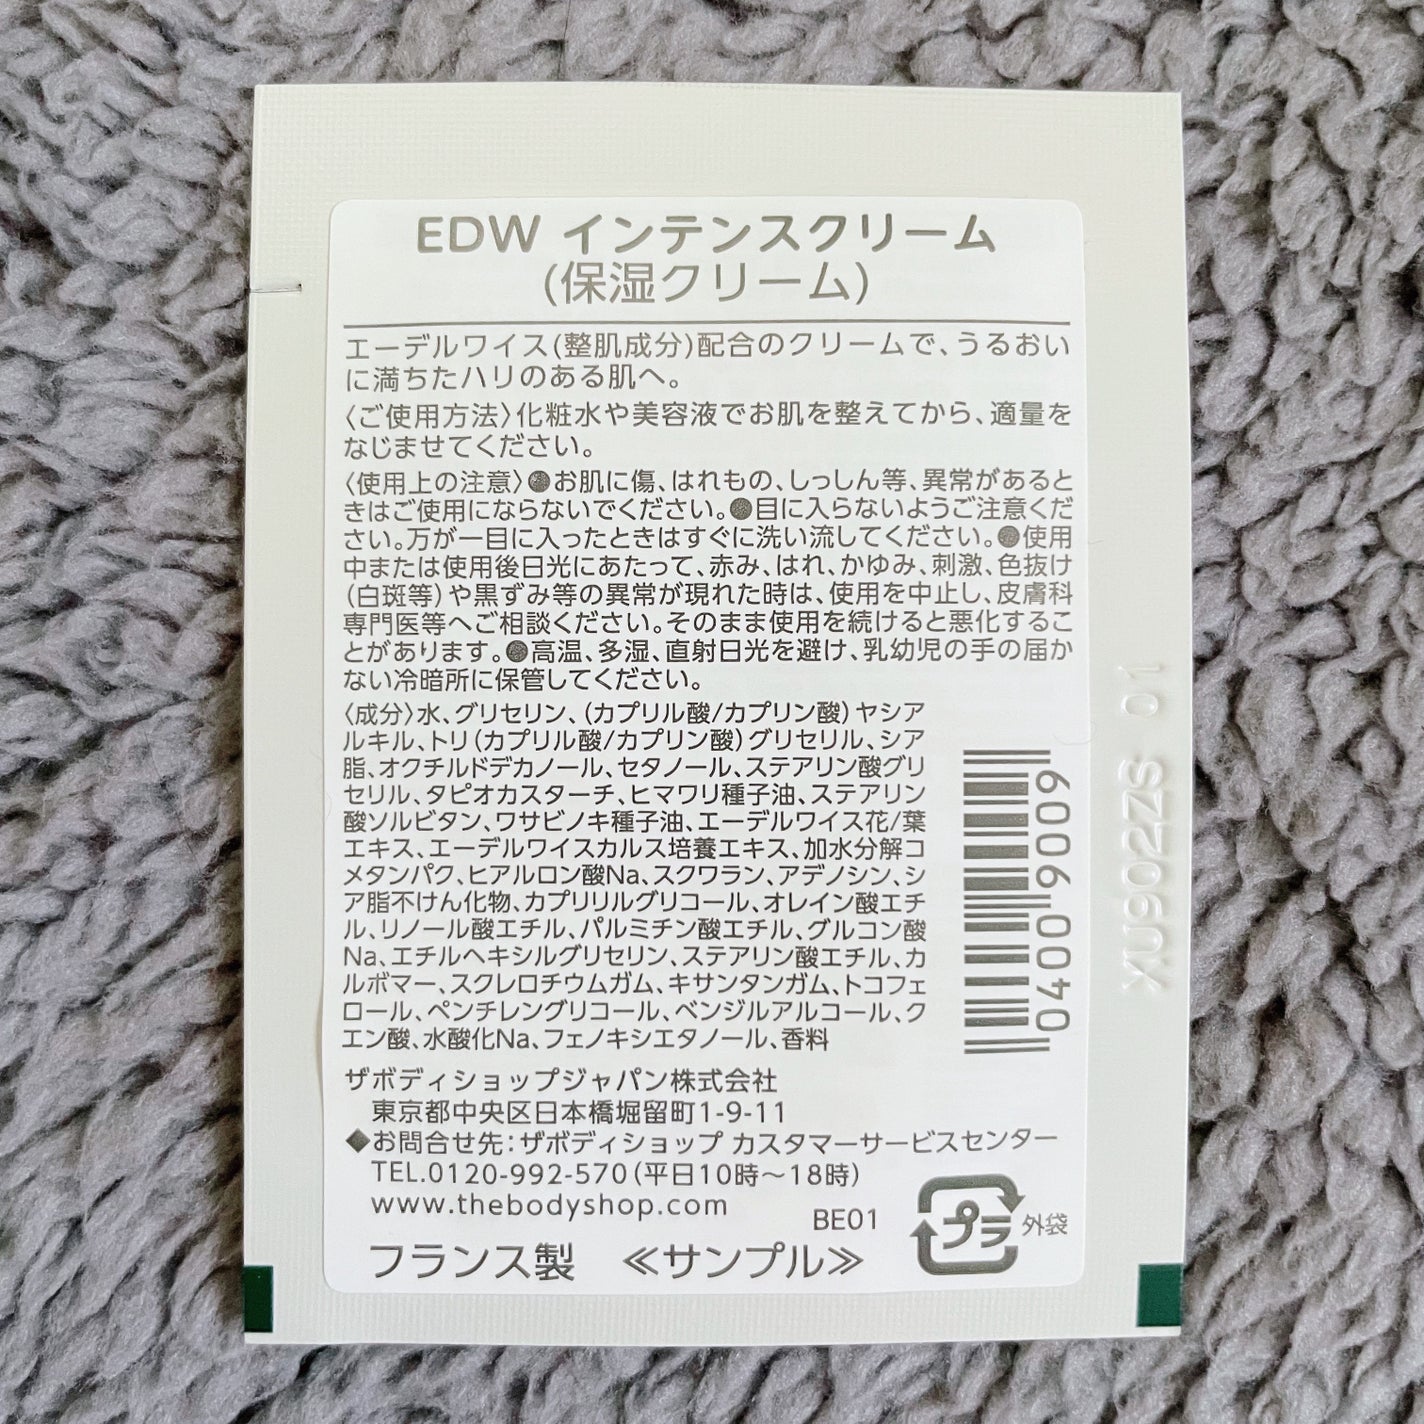 EDW インテンスクリーム
(保湿クリーム)
エーデルワイス(整肌成分)配合のクリームで、うるおい
に満ちたハリのある肌へ。
〈ご使用方法〉化粧水や美容液でお肌を整えてから、適量を
なじませてください。
〈使用上の注意〉●お肌に傷、はれもの、しっしん等、異常があると
きはご使用にならないでください。●目に入らないようご注意くだ
さい。万が一目に入ったときはすぐに洗い流してください。●使用
中または使用後日光にあたって、赤み、はれ、かゆみ、刺激、色抜け
(白斑等)や黒ずみ等の異常が現れた時は、使用を中止し、皮膚科
専門医等へご相談ください。そのまま使用を続けると悪化するこ
とがあります。●高温、多湿、直射日光を避け、乳幼児の手の届か
ない冷暗所に保管してください。
〈成分〉水、グリセリン、(カプリル酸/カプリン酸)ヤシア
ルキル、トリ(カプリル酸/カプリン酸)グリセリル、シア
脂、オクチルドデカノール、セタノール、ステアリン酸グリ
セリル、タピオカスターチ、ヒマワリ種子油、ステアリン
酸ソルビタン、ワサビノキ種子油、エーデルワイス花/葉
エキス、エーデルワイスカルス培養エキス、加水分解コ
メタンパク、ヒアルロン酸Na、スクワラン、アデノシン、シ
ア脂不けん化物、カプリリルグリコール、オレイン酸エチ
ル、リノール酸エチル、パルミチン酸エチル、グルコン酸
Na、エチルヘキシルグリセリン、ステアリン酸エチル、カ
ルボマー、スクレロチウムガム、キサンタンガム、トコフェ
ロール、ペンチレングリコール、ベンジルアルコール、ク
エン酸、水酸化Na、フェノキシエタノール、香料
6006 0040
XU902ZS 01
ザボディショップジャパン株式会社
東京都中央区日本橋堀留町1-9-11
◆お問合せ先：ザボディショップ カスタマーサービスセンター
TEL.0120-992-570(平日10時～18時)
www.thebodyshop.com
BE01
プラ 外袋
フランス製 ≪サンプル≫